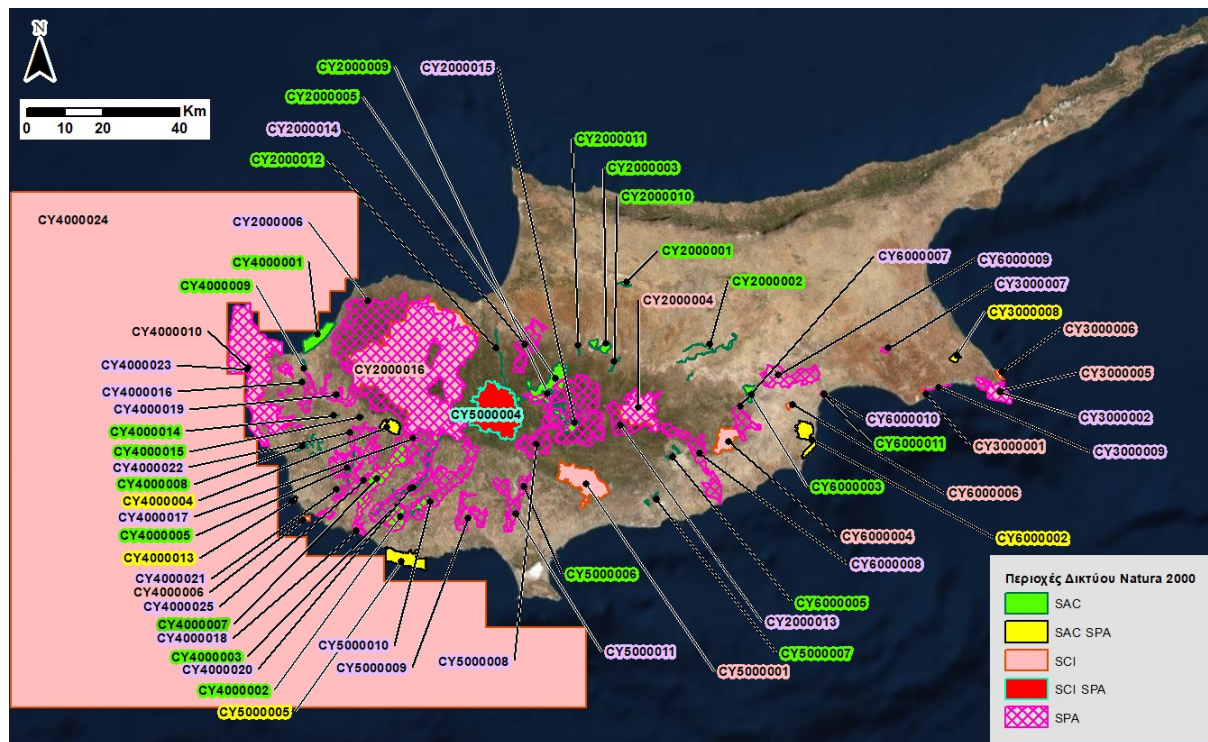 N
Km
0 10 20 40
CY2000009
CY2000015
CY2000005
CY2000014
CY2000011
CY2000012
CY2000003
CY2000010
CY4000024
CY2000006
CY4000001
CY2000001
CY6000007
CY6000009
CY4000009
CY2000002
CY3000007
CY2000004
CY3000008
CY4000010
CY3000006
CY4000023
CY2000016
CY3000005
CY4000016
CY4000019
CY5000004
CY6000010
CY3000002
CY4000014
CY6000011
CY3000001
CY4000015
CY3000009
CY4000022
CY4000008
CY6000003
CY6000006
CY4000004
CY4000017
CY4000005
CY6000004
CY6000002
CY4000013
CY6000008
CY4000021
CY5000006
CY4000006
CY4000025
CY6000005
CY4000007
CY2000013
CY4000018
CY5000010
CY5000011
CY5000007
CY4000003
CY5000009
CY5000008
CY4000020
CY5000001
CY4000002
CY5000005
Περιοχές Δικτύου Natura 2000
SAC
SAC SPA
SCI
SCI SPA
SPA